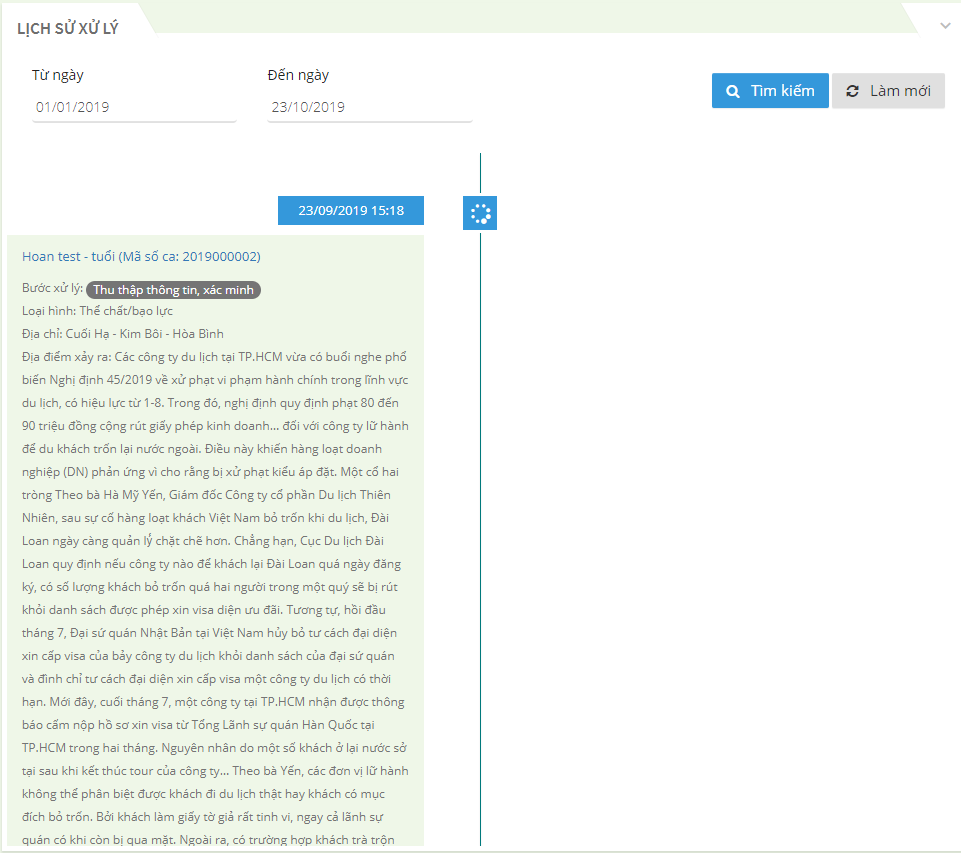 LỊCH SỬ XỬ LÝ
Từ ngày
Đến ngày
01/01/2019
23/10/2019
Tìm kiếm
Làm mới
23/09/2019 15:18
Hoan test - tuổi (Mã số ca: 2019000002)
Bước xử lý: Thu thập thông tin, xác minh
Loại hình: Thể chất/bạo lực
Địa chỉ: Cuối Hạ - Kim Bôi - Hòa Bình
Địa điểm xảy ra: Các công ty du lịch tại TP.HCM vừa có buổi nghe phổ
biến Nghị định 45/2019 về xử phạt vi phạm hành chính trong lĩnh vực
du lịch, có hiệu lực từ 1-8. Trong đó, nghị định quy định phạt 80 đến
90 triệu đồng cộng rút giấy phép kinh doanh... đối với công ty lữ hành
để du khách trốn lại nước ngoài. Điều này khiến hàng loạt doanh
nghiệp (DN) phản ứng vì cho rằng bị xử phạt kiểu áp đặt. Một cổ hai
tròng Theo bà Hà Mỹ Yến, Giám đốc Công ty cổ phần Du lịch Thiên
Nhiên, sau sự cố hàng loạt khách Việt Nam bỏ trốn khi du lịch, Đài
Loan ngày càng quản lý chặt chẽ hơn. Chẳng hạn, Cục Du lịch Đài
Loan quy định nếu công ty nào để khách lại Đài Loan quá ngày đăng
ký, có số lượng khách bỏ trốn quá hai người trong một quý sẽ bị rút
khỏi danh sách được phép xin visa diện ưu đãi. Tương tự, hồi đầu
tháng 7, Đại sứ quán Nhật Bản tại Việt Nam hủy bỏ tư cách đại diện
xin cấp visa của bảy công ty du lịch khỏi danh sách của đại sứ quán
và đình chỉ tư cách đại diện xin cấp visa một công ty du lịch có thời
hạn. Mới đây, cuối tháng 7, một công ty tại TP.HCM nhận được thông
báo cấm nộp hồ sơ xin visa từ Tổng Lãnh sự quán Hàn Quốc tại
TP.HCM trong hai tháng. Nguyên nhân do một số khách ở lại nước sở
tại sau khi kết thúc tour của công ty... Theo bà Yến, các đơn vị lữ hành
không thể phân biệt được khách đi du lịch thật hay khách có mục
đích bỏ trốn. Bởi khách làm giấy tờ giả rất tinh vi, ngay cả lãnh sự
quán có khi còn bị qua mặt. Ngoài ra, có trường hợp khách trà trộn